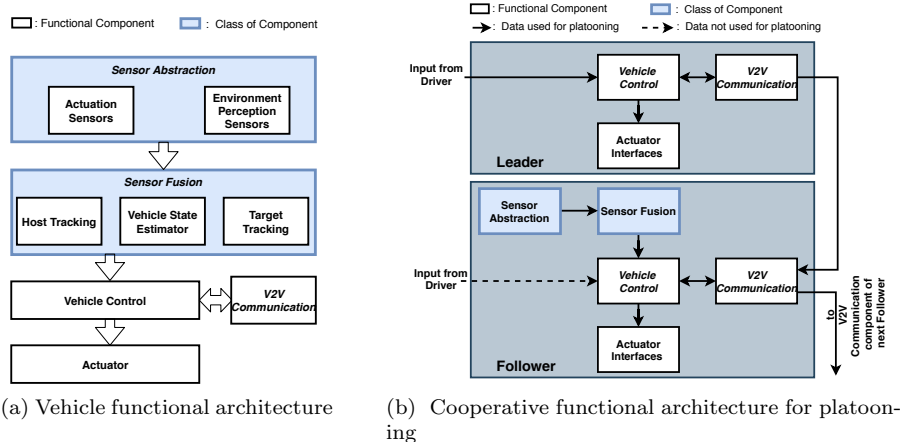 : Functional Component
: Class of Component
Sensor Abstraction
Actuation
Sensors
Environment
Perception
Sensors
Sensor Fusion
Host Tracking
Vehicle State
Estimator
Target
Tracking
Vehicle Control
V2V
Communication
Actuator
(a) Vehicle functional architecture
: Functional Component
: Class of Component
: Data used for platooning
: Data not used for platooning
Input from
Driver
Vehicle
Control
V2V
Communication
Actuator
Interfaces
Leader
Sensor
Abstraction
Sensor Fusion
Input from
Driver
Vehicle
Control
V2V
Communication
Actuator
Interfaces
Follower
to
V2V
Communication
component of
next Follower
(b) Cooperative functional architecture for platoon-
ing